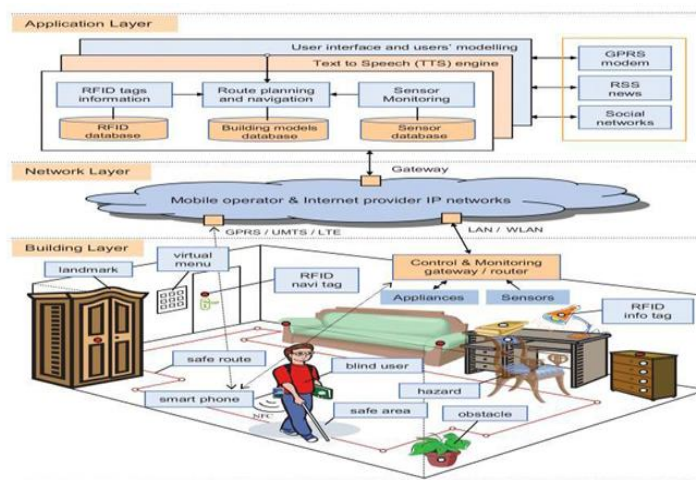 Application Layer
User interface and users' modelling
Text to Speech (TTS) engine
RFID tags
information
Route planning
and navigation
Sensor
Monitoring
RFID
database
Building models
database
Sensor
database
GPRS
modem
RSS
news
Social
networks
Gateway
Network Layer
Mobile operator & Internet provider IP networks
GPRS / UMTS / LTE
LAN / WLAN
Building Layer
landmark
virtual
menu
RFID
navi tag
Control & Monitoring
gateway / router
Appliances
Sensors
RFID
info tag
safe route
blind user
smart phone
NFC
safe area
hazard
obstacle